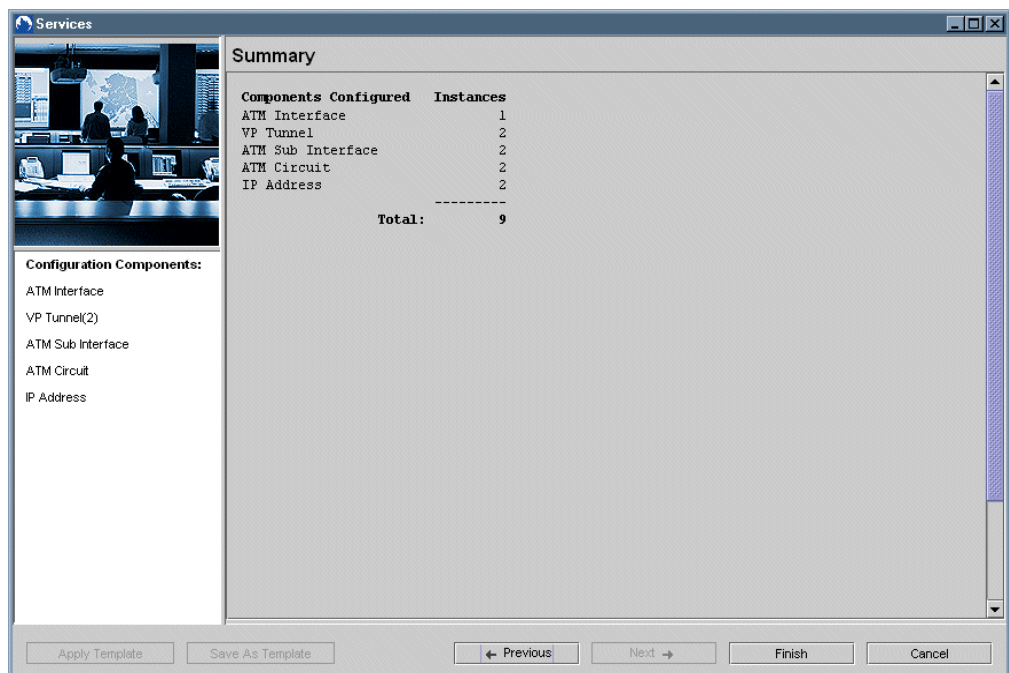 Services
Summary
Components Configured Instances
ATM Interface 1
VP Tunnel 2
ATM Sub Interface 2
ATM Circuit 2
IP Address 2
---------
Total: 9
Configuration Components:
ATM Interface
VP Tunnel(2)
ATM Sub Interface
ATM Circuit
IP Address
Apply Template
Save As Template
← Previous
Next →
Finish
Cancel